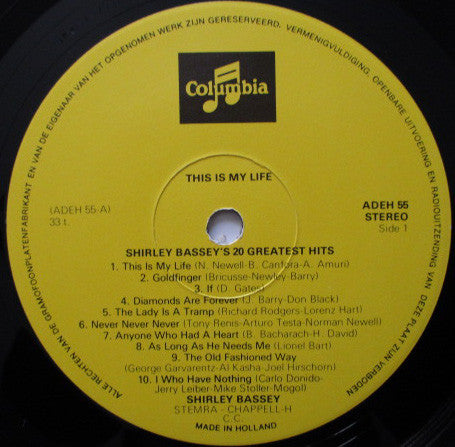 ALLE RECHTEN VAN DE GRAMOFOONPLATENFABRIKANT EN VAN DE EIGENAAR VAN HET OPGENOMEN WERK ZIJN GERESERVEERD. VERMENIGVULDIGING, OPENBARE UITVOERING EN RADIOUITZENDING VAN DEZE PLAAT ZIJN VERBODEN
Columbia
THIS IS MY LIFE
(ADEH 55-A)
33 t.
ADEH 55
STEREO
Side 1
SHIRLEY BASSEY'S 20 GREATEST HITS
1. This Is My Life (N. Newell-B. Canfora-A. Amuri)
2. Goldfinger (Bricusse-Newley-Barry)
3. If (D. Gates)
4. Diamonds Are Forever (J. Barry-Don Black)
5. The Lady Is a Tramp (Richard Rodgers-Lorenz Hart)
6. Never Never Never (Tony Renis-Arturo Testa-Norman Newell)
7. Anyone Who Had A Heart (B. Bacharach-H. David)
8. As Long As He Needs Me (Lionel Bart)
9. The Old Fashioned Way
(George Garvarentz-Al Kasha-Joel Hirschorn)
10. I Who Have Nothing (Carlo Donido-
Jerry Leiber-Mike Stoller-Mogol)
SHIRLEY BASSEY
STEMRA - CHAPPELL-H
C.C.
MADE IN HOLLAND